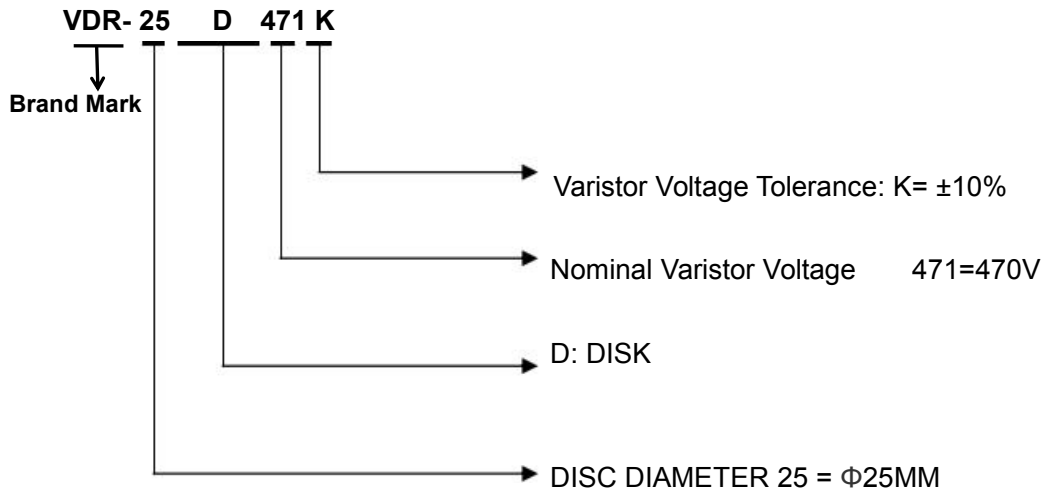 VDR- 25 D 471 K
Brand Mark
Varistor Voltage Tolerance: K= ±10%
Nominal Varistor Voltage 471=470V
D: DISK
DISC DIAMETER 25 = Φ25MM